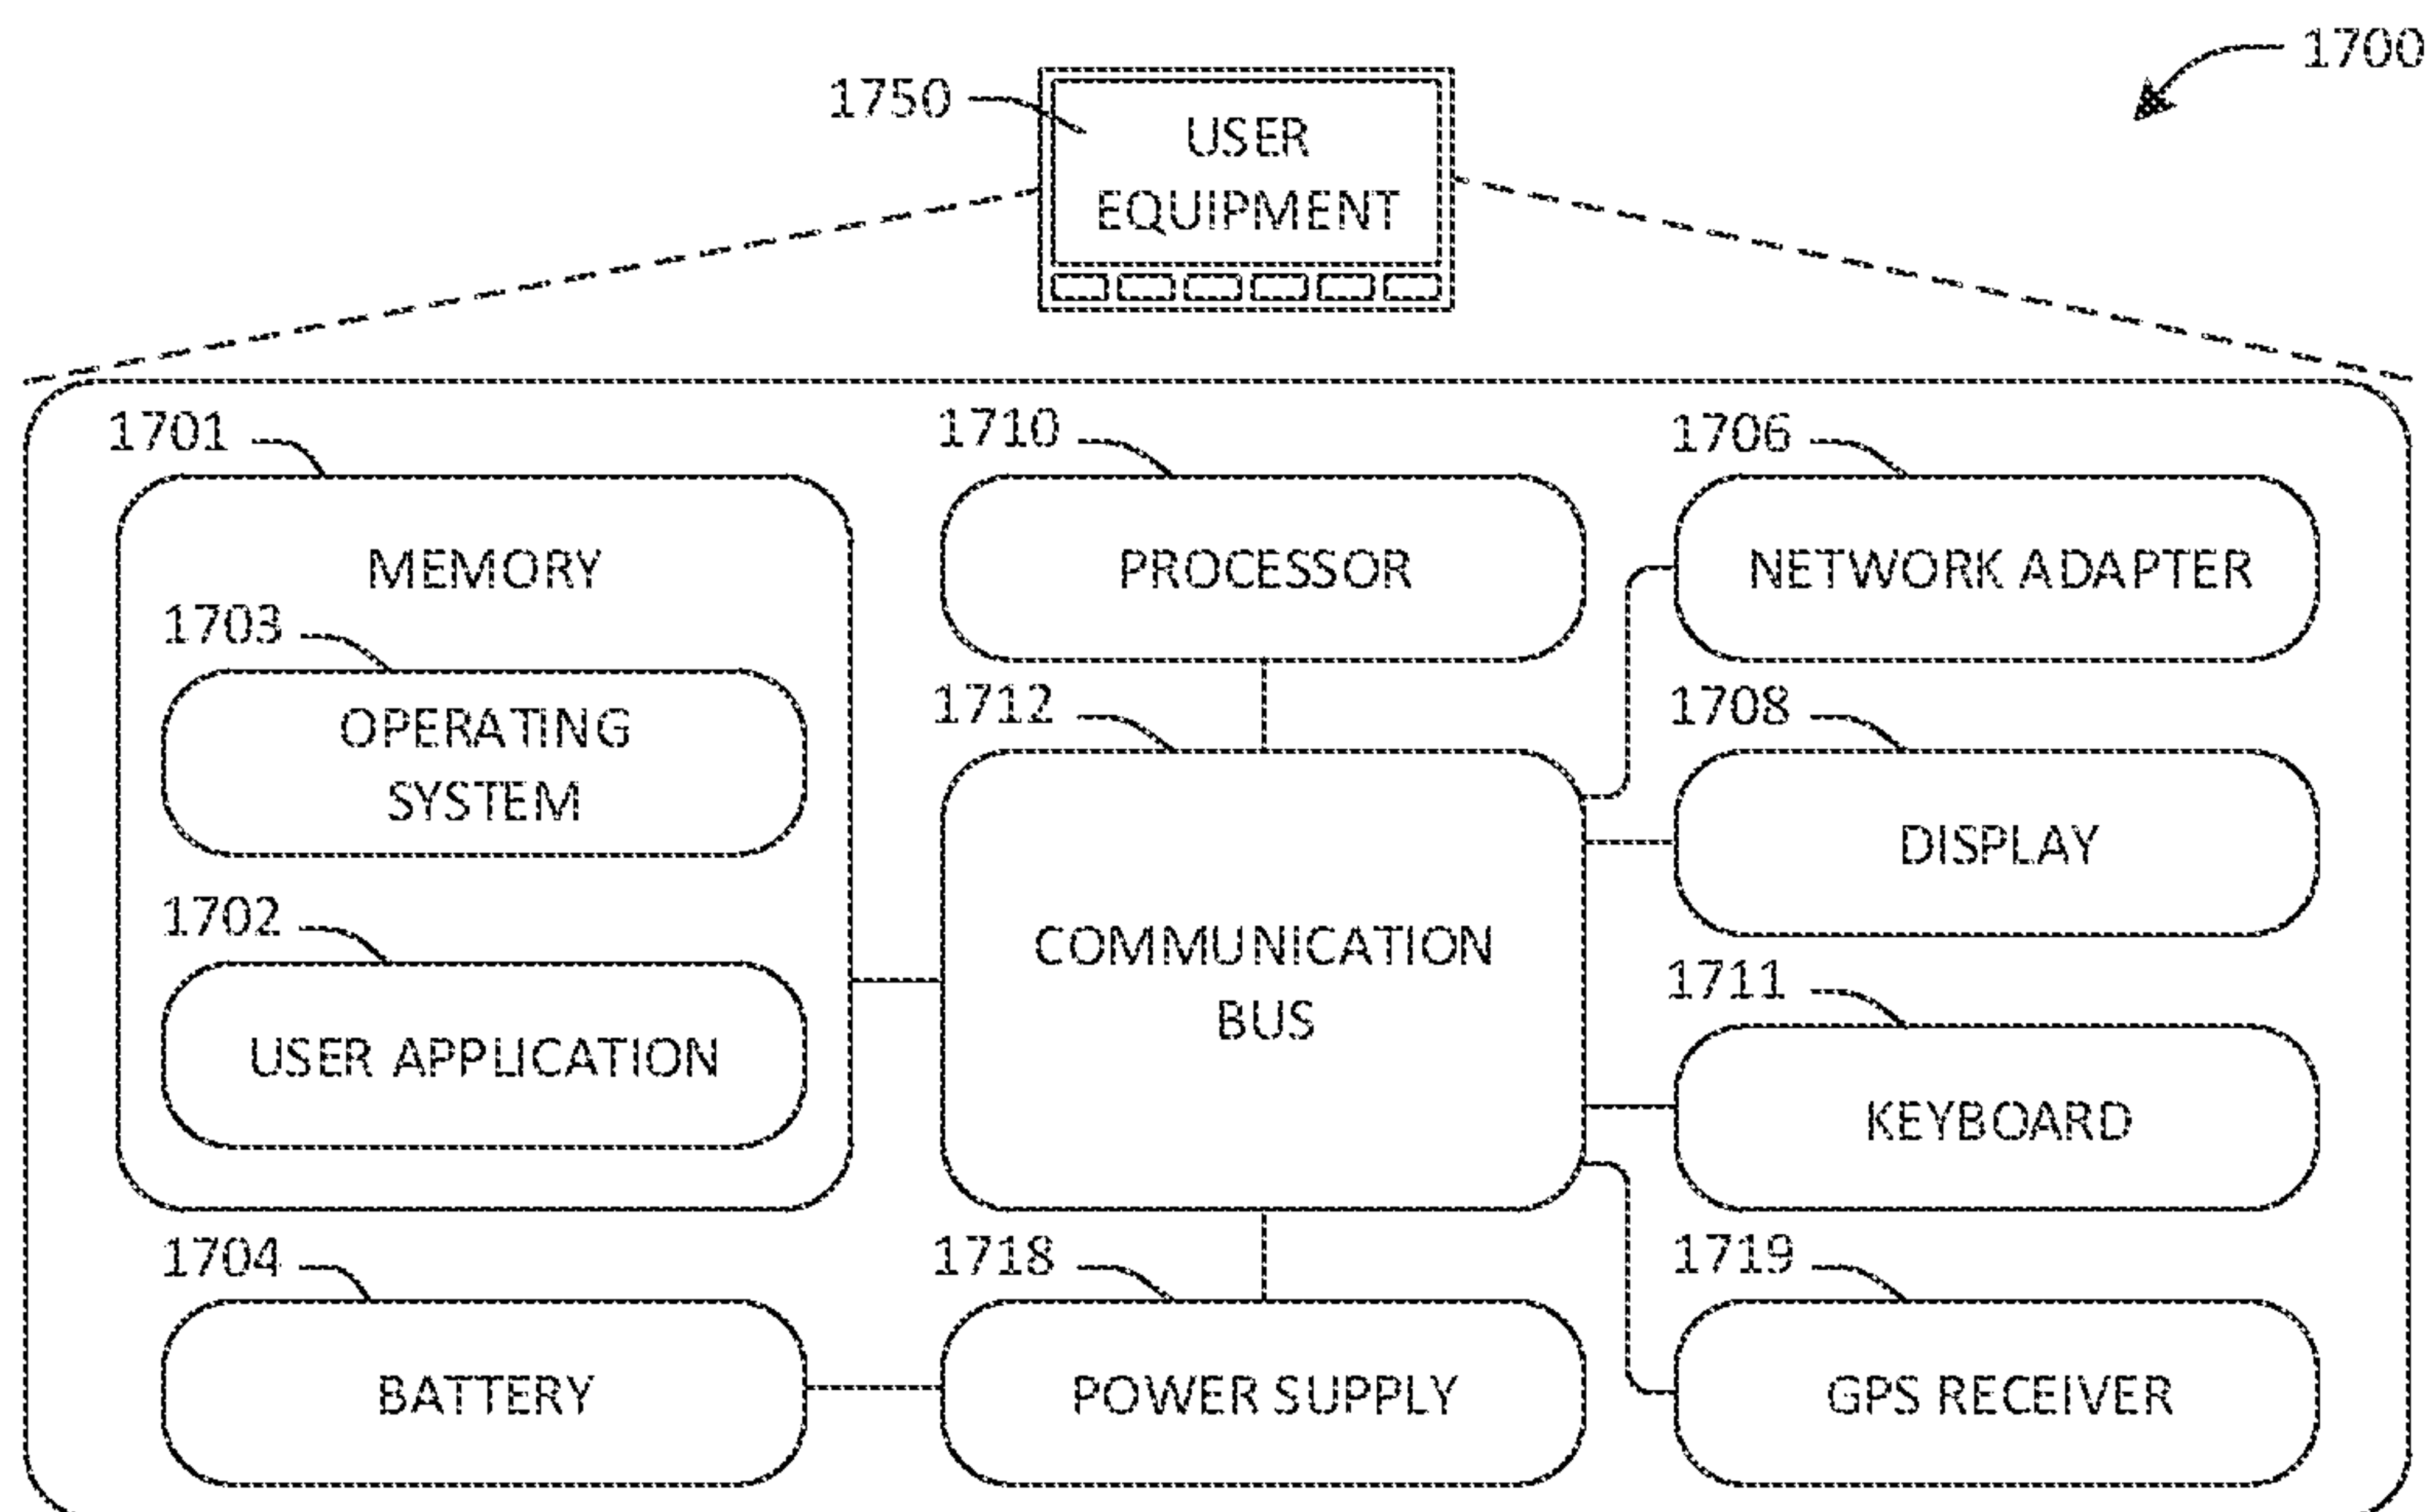 1700
1750
USER
EQUIPMENT
1701
1710
1706
MEMORY
PROCESSOR
NETWORK ADAPTER
1703
OPERATING
SYSTEM
1712
1708
DISPLAY
1702
USER APPLICATION
COMMUNICATION
BUS
1711
KEYBOARD
1704
1718
1719
BATTERY
POWER SUPPLY
GPS RECEIVER